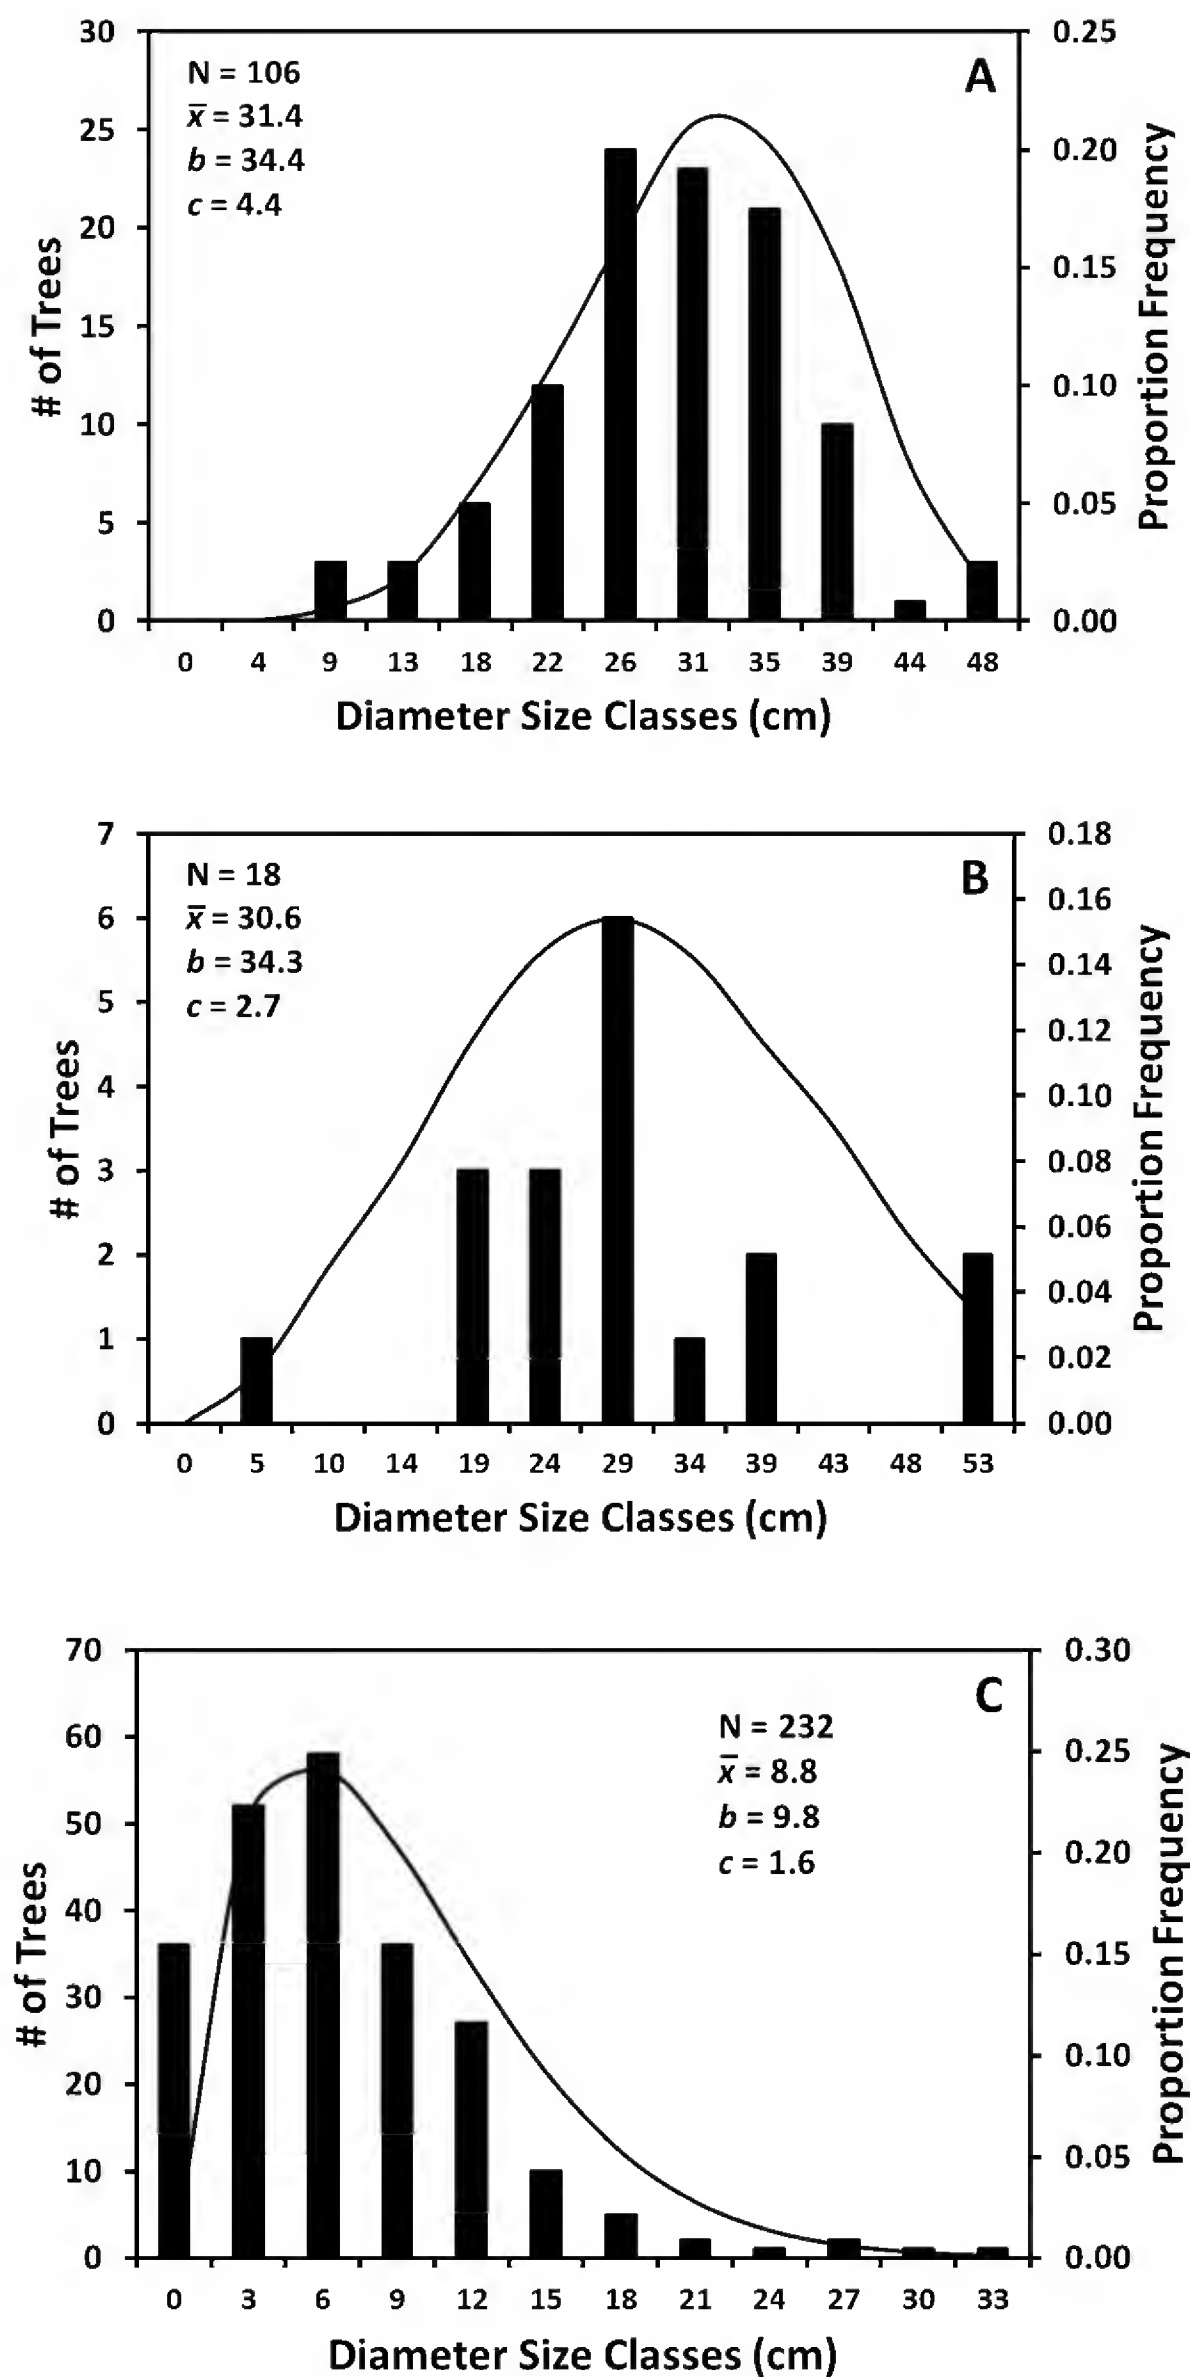 A
N = 106
x̄ = 31.4
b = 34.4
c = 4.4
# of Trees
30
25
20
15
10
5
0
Proportion Frequency
0.25
0.20
0.15
0.10
0.05
0.00
0 4 9 13 18 22 26 31 35 39 44 48
Diameter Size Classes (cm)
B
N = 18
x̄ = 30.6
b = 34.3
c = 2.7
# of Trees
7
6
5
4
3
2
1
0
Proportion Frequency
0.18
0.16
0.14
0.12
0.10
0.08
0.06
0.04
0.02
0.00
0 5 10 14 19 24 29 34 39 43 48 53
Diameter Size Classes (cm)
C
N = 232
x̄ = 8.8
b = 9.8
c = 1.6
# of Trees
70
60
50
40
30
20
10
0
Proportion Frequency
0.30
0.25
0.20
0.15
0.10
0.05
0.00
0 3 6 9 12 15 18 21 24 27 30 33
Diameter Size Classes (cm)